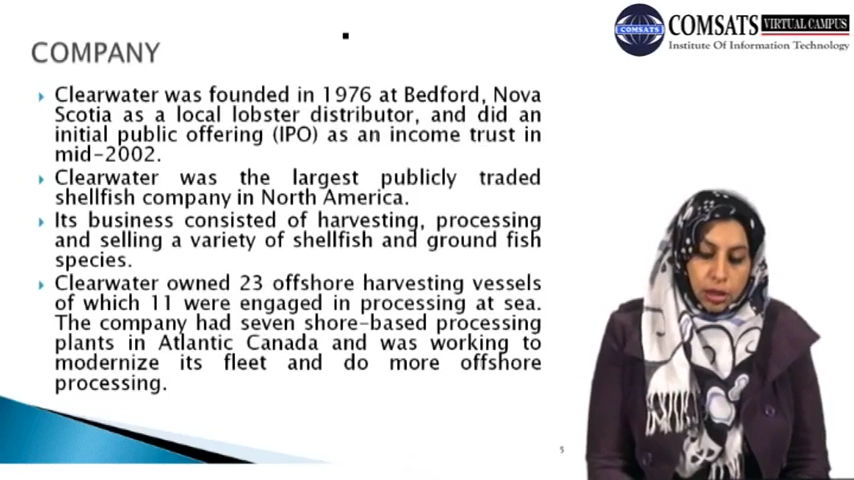 COMPANY
COMSATS VIRTUAL CAMPUS
COMSATS
Institute Of Information Technology
Clearwater was founded in 1976 at Bedford, Nova
Scotia as a local lobster distributor, and did an
initial public offering (IPO) as an income trust in
mid-2002.
Clearwater was the largest publicly traded
shellfish company in North America.
Its business consisted of harvesting, processing
and selling a variety of shellfish and ground fish
species.
Clearwater owned 23 offshore harvesting vessels
of which 11 were engaged in processing at sea.
The company had seven shore-based processing
plants in Atlantic Canada and was working to
modernize its fleet and do more offshore
processing.
5